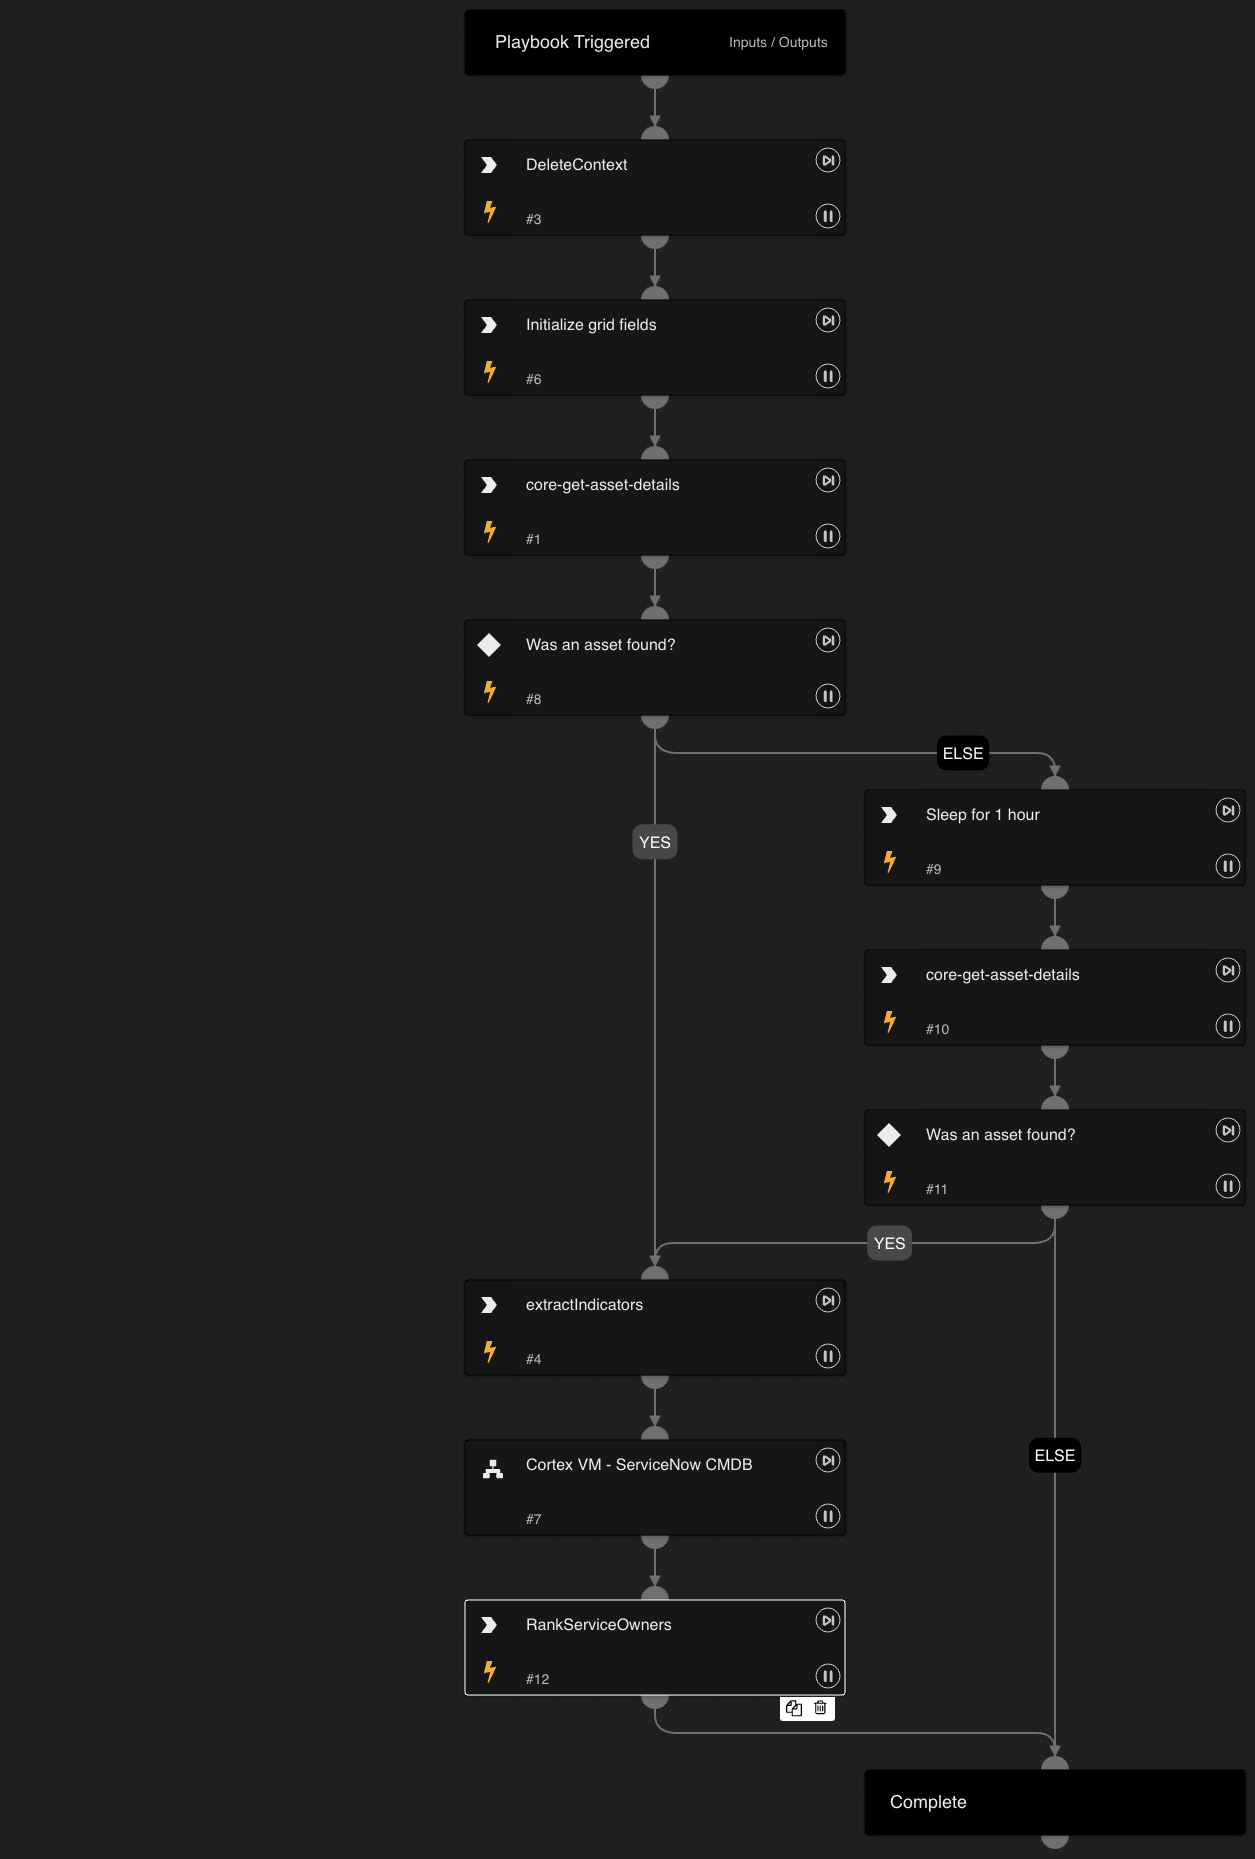 Playbook Triggered
Inputs / Outputs
DeleteContext
#3
Initialize grid fields
#6
core-get-asset-details
#1
Was an asset found?
#8
ELSE
YES
Sleep for 1 hour
#9
core-get-asset-details
#10
Was an asset found?
#11
YES
extractIndicators
#4
ELSE
Cortex VM - ServiceNow CMDB
#7
RankServiceOwners
#12
Complete